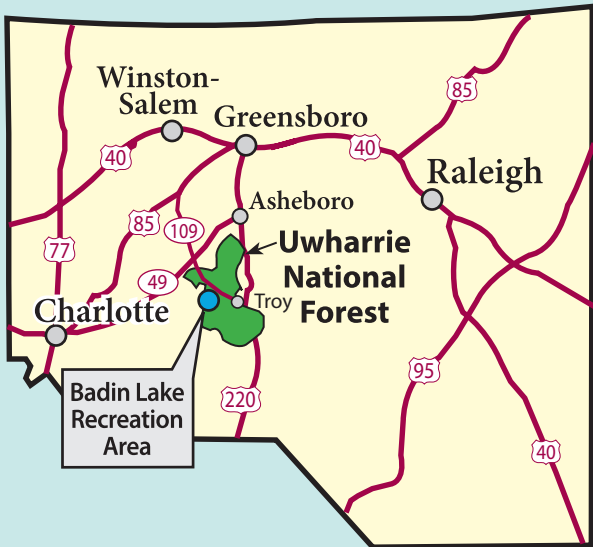 Winston-
Salem
Greensboro
85
40
40
Raleigh
Asheboro
85
109
Uwharrie
National
Forest
77
49
Troy
Charlotte
Badin Lake
Recreation
Area
95
220
40